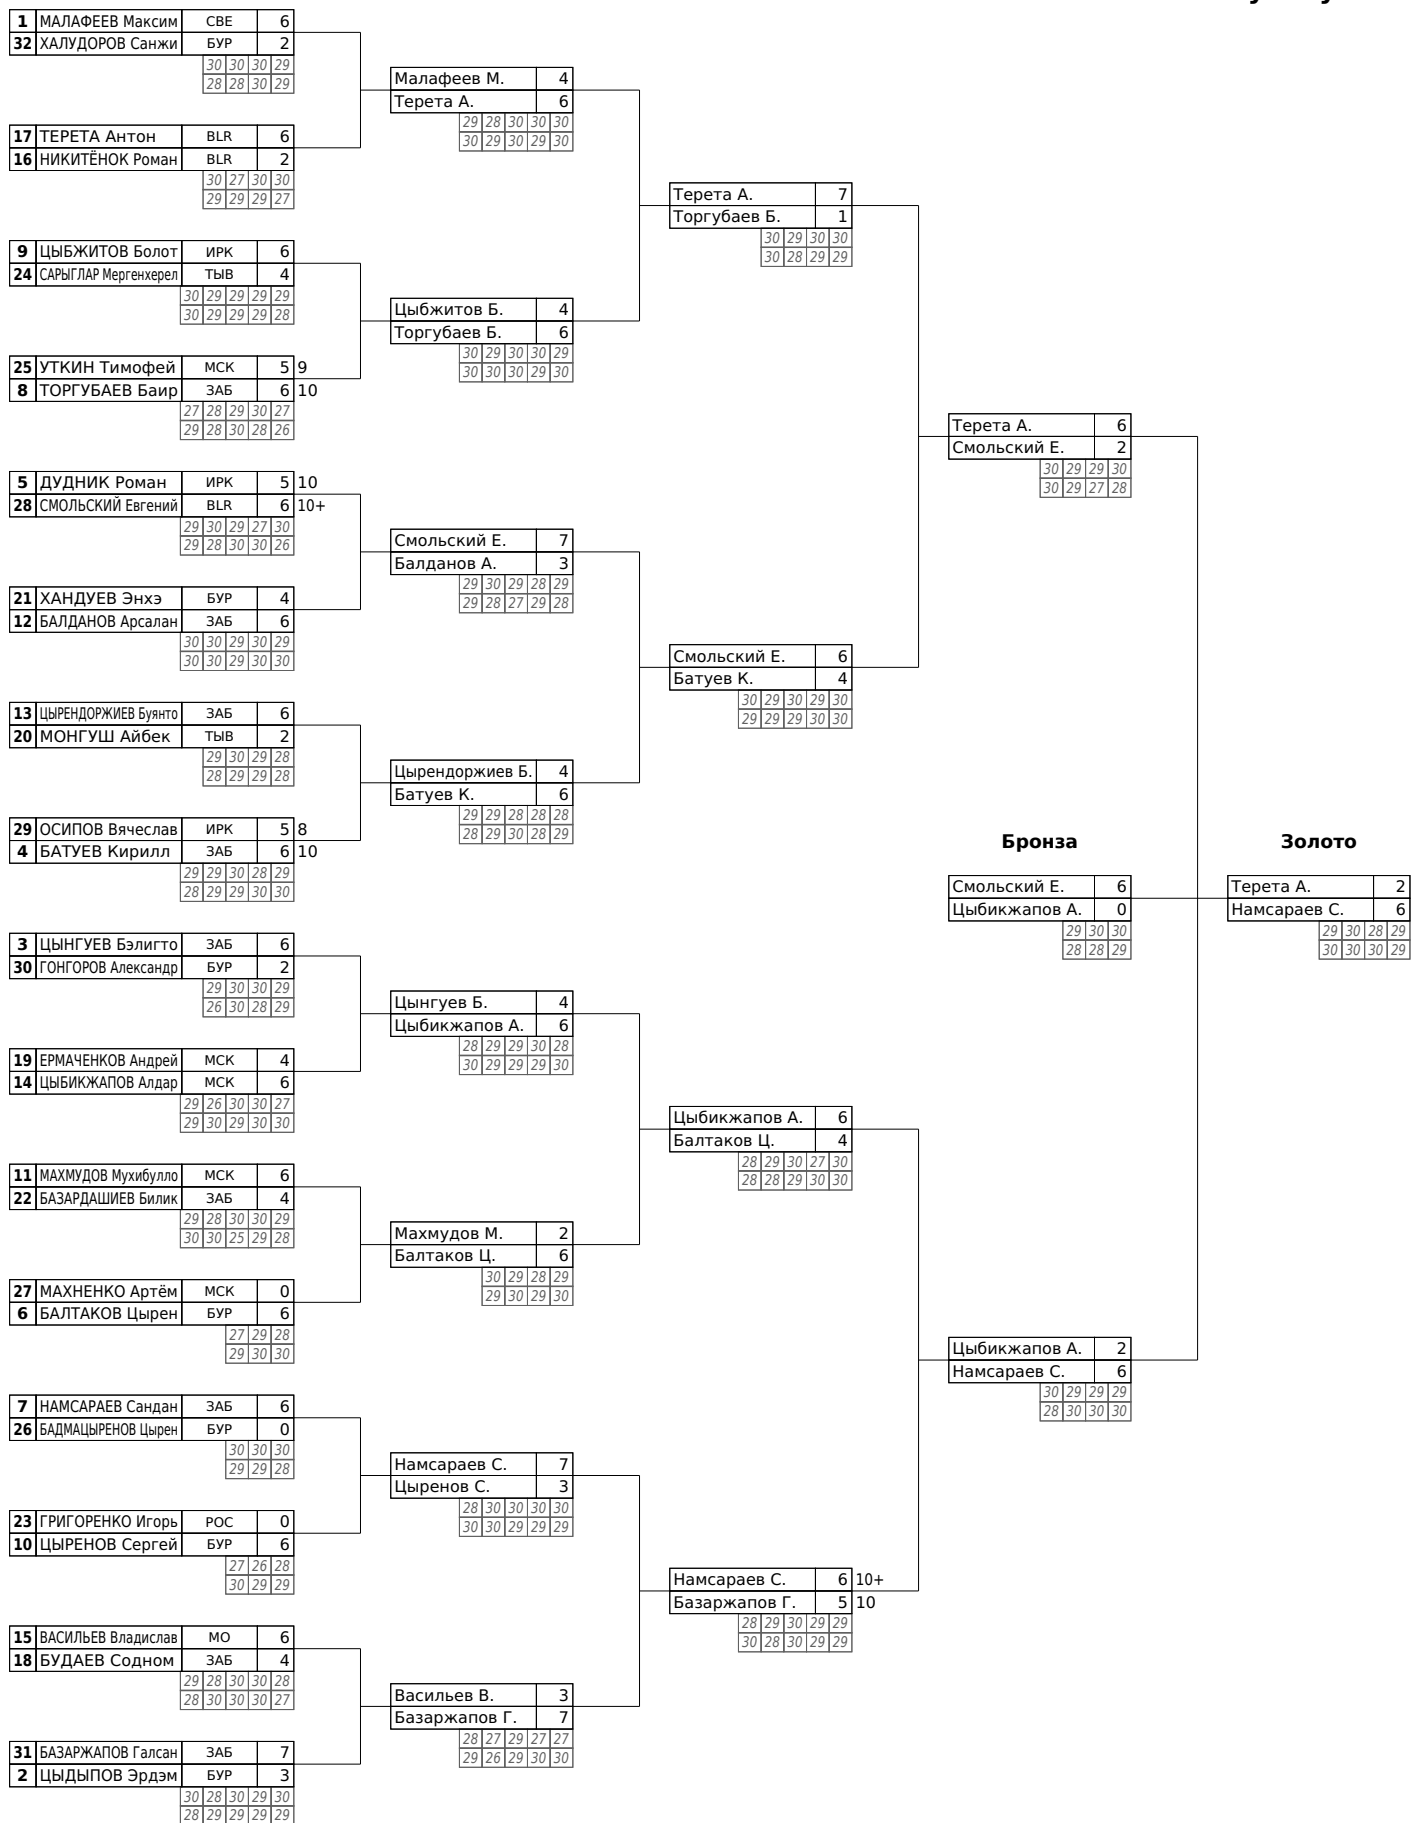 1 МАЛАФЕЕВ Максим СВЕ 6
32 ХАЛУДОРОВ Санжи БУР 2
30 30 30 29
28 28 30 29
Малафеев М. 4
Терета А. 6
29 28 30 30 30
30 29 30 29 30
17 ТЕРЕТА Антон BLR 6
16 НИКИТЁНОК Роман BLR 2
30 27 30 30
29 29 29 27
Терета А. 7
Торгубаев Б. 1
30 29 30 30
30 28 29 29
9 ЦЫБЖИТОВ Болот ИРК 6
24 САРЫГЛАР Мергенхерел ТЫВ 4
30 29 29 29 29
30 29 29 29 28
Цыбжитов Б. 4
Торгубаев Б. 6
30 29 30 30 29
30 30 30 29 30
25 УТКИН Тимофей МСК 5 9
8 ТОРГУБАЕВ Баир ЗАБ 6 10
27 28 29 30 27
29 28 30 28 26
Терета А. 6
Смольский Е. 2
30 29 29 30
30 29 27 28
5 ДУДНИК Роман ИРК 5 10
28 СМОЛЬСКИЙ Евгений BLR 6 10+
29 30 29 27 30
29 28 30 30 26
Смольский Е. 7
Балданов А. 3
29 30 29 28 29
29 28 27 29 28
21 ХАНДУЕВ Энхэ БУР 4
12 БАЛДАНОВ Арсалан ЗАБ 6
30 30 29 30 29
30 30 29 30 30
Смольский Е. 6
Батуев К. 4
30 29 30 29 30
29 29 29 30 30
13 ЦЫРЕНДОРЖИЕВ Буянто ЗАБ 6
20 МОНГУШ Айбек ТЫВ 2
29 30 29 28
28 29 29 28
Цырендоржиев Б. 4
Батуев К. 6
29 29 28 28 28
28 29 30 28 29
29 ОСИПОВ Вячеслав ИРК 5 8
4 БАТУЕВ Кирилл ЗАБ 6 10
29 29 30 28 29
28 29 29 30 30
Бронза Золото
Смольский Е. 6
Цыбикжапов А. 0
29 30 30
28 28 29
Терета А. 2
Намсараев С. 6
29 30 28 29
30 30 30 29
3 ЦЫНГУЕВ Бэлигто ЗАБ 6
30 ГОНГОРОВ Александр БУР 2
29 30 30 29
26 30 28 29
Цынгуев Б. 4
Цыбикжапов А. 6
28 29 29 30 28
30 29 29 29 30
19 ЕРМАЧЕНКОВ Андрей МСК 4
14 ЦЫБИКЖАПОВ Алдар МСК 6
29 26 30 30 27
29 30 29 30 30
Цыбикжапов А. 6
Балтаков Ц. 4
28 29 30 27 30
28 28 29 30 30
11 МАХМУДОВ Мухибулло МСК 6
22 БАЗАРДАШИЕВ Билик ЗАБ 4
29 28 30 30 29
30 30 25 29 28
Махмудов М. 2
Балтаков Ц. 6
30 29 28 29
29 30 29 30
27 МАХНЕНКО Артём МСК 0
6 БАЛТАКОВ Цырен БУР 6
27 29 28
29 30 30
Цыбикжапов А. 2
Намсараев С. 6
30 29 29 29
28 30 30 30
7 НАМСАРАЕВ Сандан ЗАБ 6
26 БАДМАЦЫРЕНОВ Цырен БУР 0
30 30 30
29 29 28
Намсараев С. 7
Цыренов С. 3
28 30 30 30 30
30 30 29 29 29
23 ГРИГОРЕНКО Игорь РОС 0
10 ЦЫРЕНОВ Сергей БУР 6
27 26 28
30 29 29
Намсараев С. 6 10+
Базаржапов Г. 5 10
28 29 30 29 29
30 28 30 29 29
15 ВАСИЛЬЕВ Владислав МО 6
18 БУДАЕВ Содном ЗАБ 4
29 28 30 30 28
28 30 30 30 27
Васильев В. 3
Базаржапов Г. 7
28 27 29 27 27
29 26 29 30 30
31 БАЗАРЖАПОВ Галсан ЗАБ 7
2 ЦЫДЫПОВ Эрдэм БУР 3
30 28 30 29 30
28 29 29 29 29